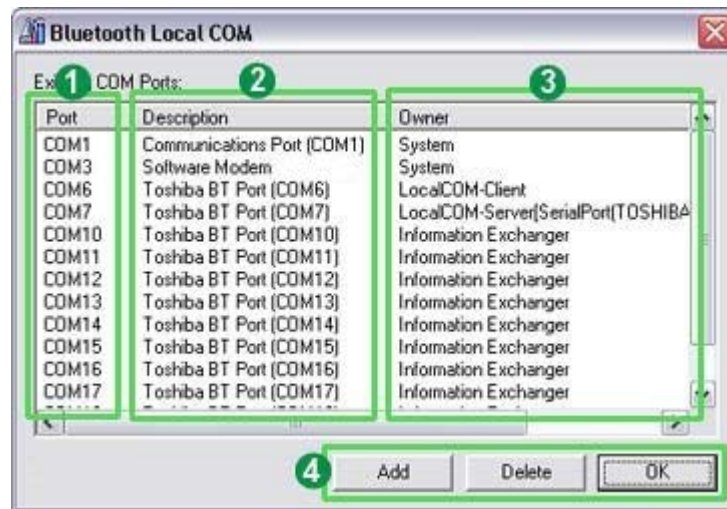 Bluetooth Local COM
1 2 3
COM Ports:
Port Description Owner
COM1 Communications Port (COM1) System
COM3 Software Modem System
COM6 Toshiba BT Port (COM6) LocalCOM-Client
COM7 Toshiba BT Port (COM7) LocalCOM-Server[SerialPort(TOSHIBA
COM10 Toshiba BT Port (COM10) Information Exchanger
COM11 Toshiba BT Port (COM11) Information Exchanger
COM12 Toshiba BT Port (COM12) Information Exchanger
COM13 Toshiba BT Port (COM13) Information Exchanger
COM14 Toshiba BT Port (COM14) Information Exchanger
COM15 Toshiba BT Port (COM15) Information Exchanger
COM16 Toshiba BT Port (COM16) Information Exchanger
COM17 Toshiba BT Port (COM17) Information Exchanger
4 Add Delete OK